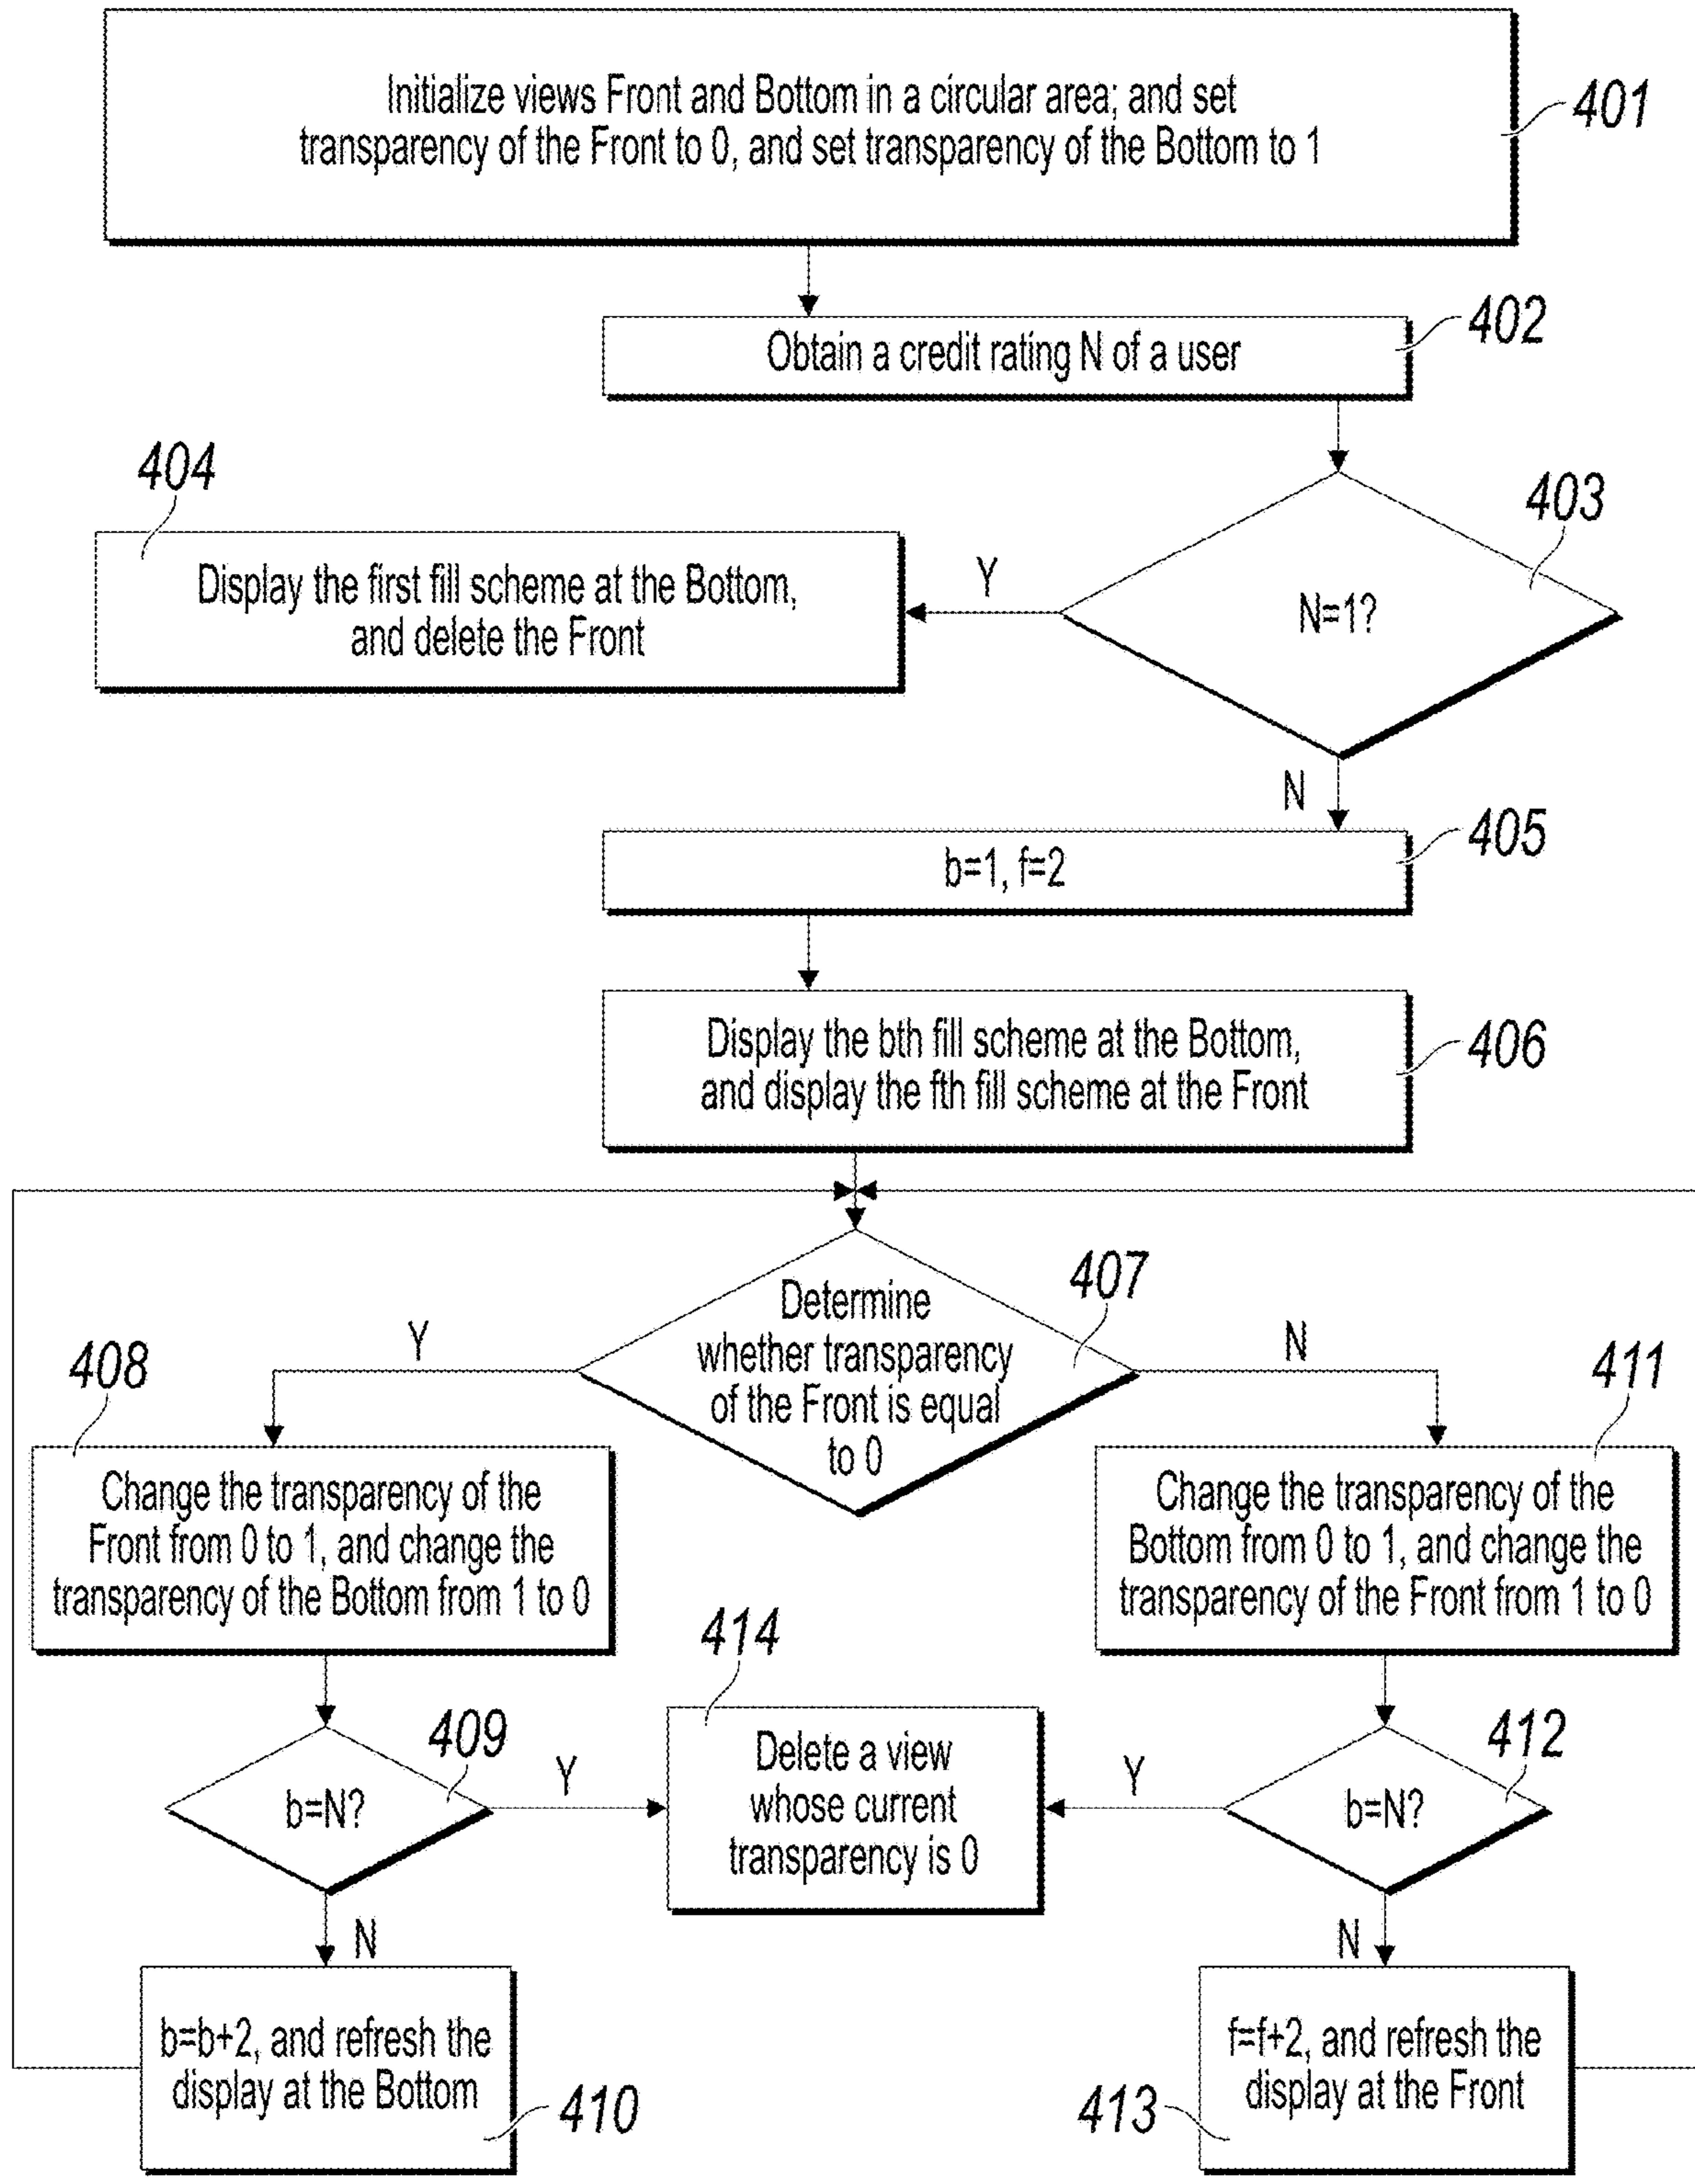 Initialize views Front and Bottom in a circular area; and set
transparency of the Front to 0, and set transparency of the Bottom to 1
401
402
Obtain a credit rating N of a user
404
403
Display the first fill scheme at the Bottom,
and delete the Front
Y
N=1?
N
405
b=1, f=2
406
Display the bth fill scheme at the Bottom,
and display the fth fill scheme at the Front
407
Determine
whether transparency
of the Front is equal
to 0
Y
N
408
411
Change the transparency of the
Front from 0 to 1, and change the
transparency of the Bottom from 1 to 0
Change the transparency of the
Bottom from 0 to 1, and change the
transparency of the Front from 1 to 0
414
409
412
b=N?
Y
Delete a view
whose current
transparency is 0
Y
b=N?
N
N
b=b+2, and refresh the
display at the Bottom
410
f=f+2, and refresh the
display at the Front
413